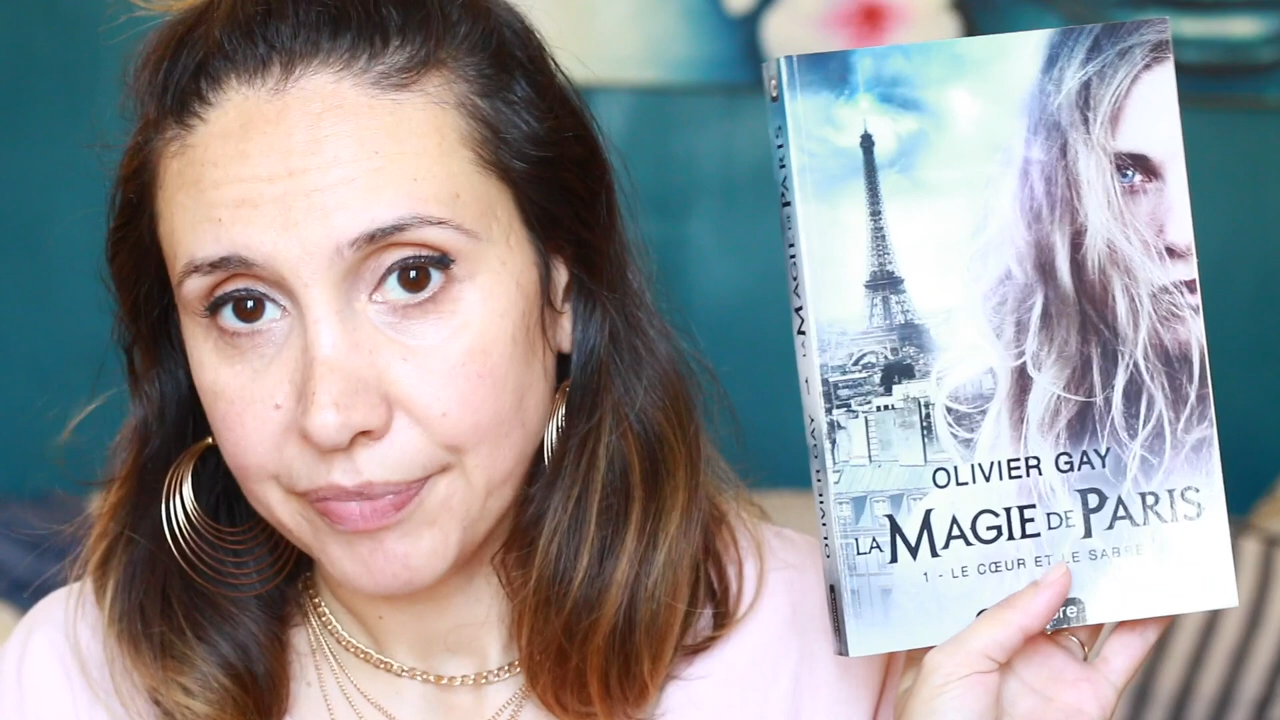 OLIVIER GAY
LA MAGIE DE PARIS
1 - LE CŒUR ET LE SABRE
OLIVIER GAY 1 LA MAGIE DE PARIS